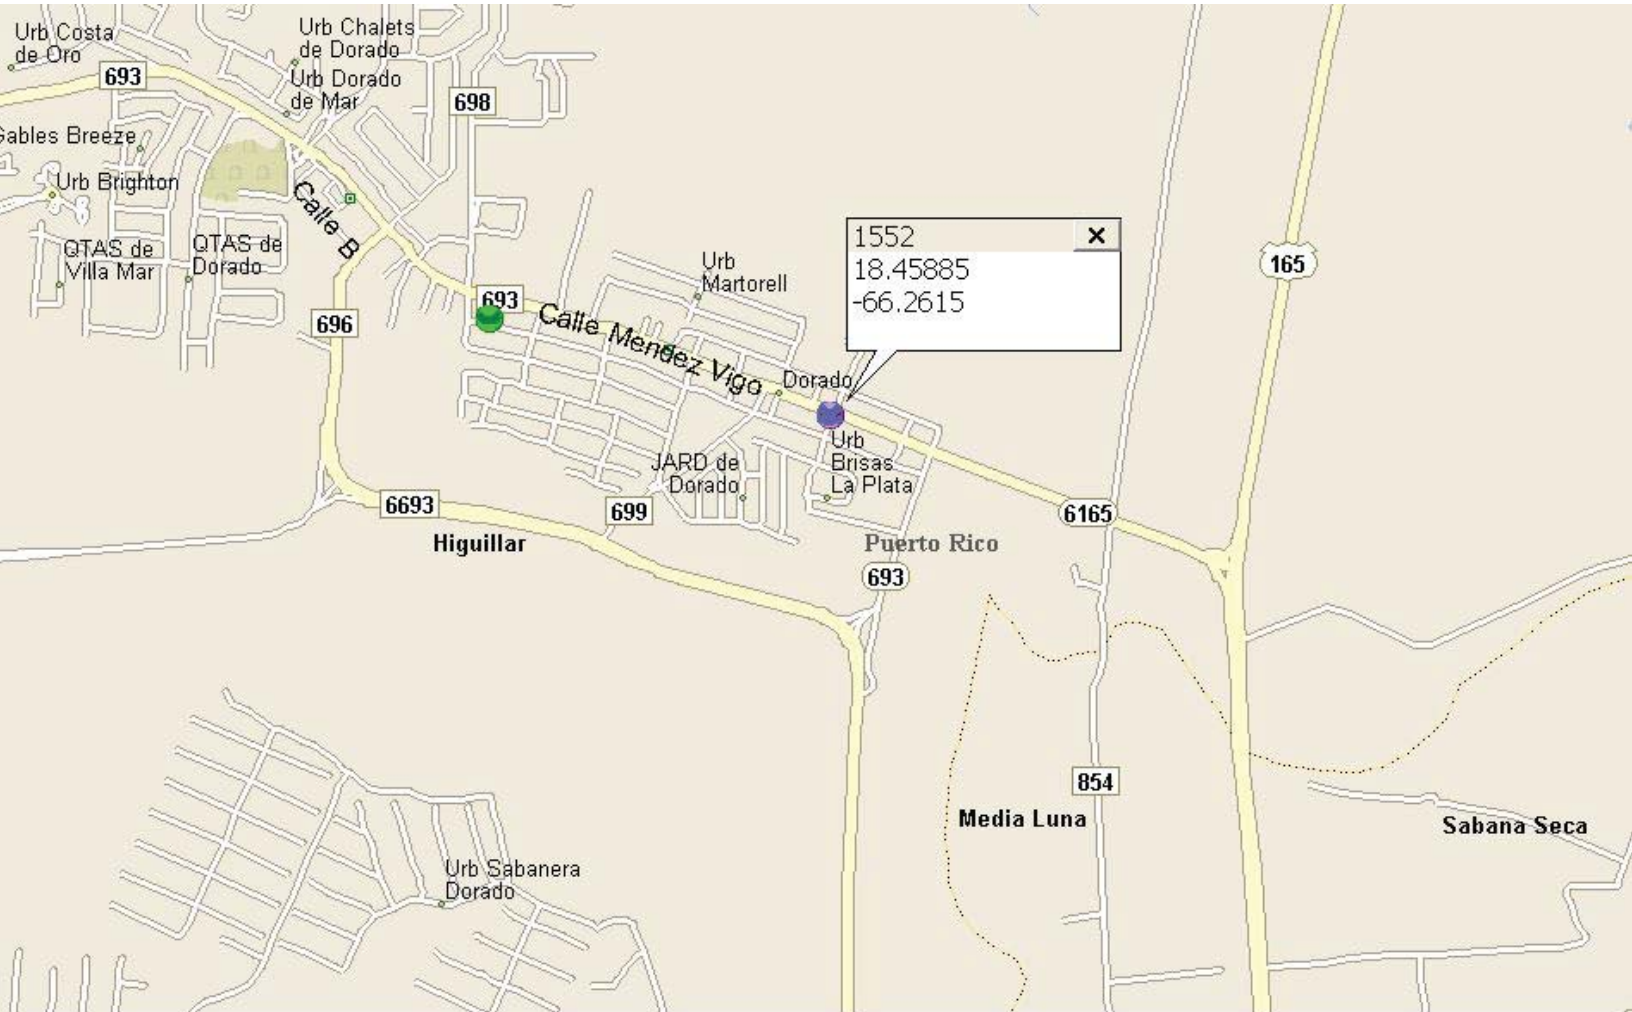 Urb Costa
de Oro
Urb Chalets
de Dorado
693
Urb Dorado
de Mar
698
Gables Breeze
Urb Brighton
Calle B
QTAS de
Villa Mar
QTAS de
Dorado
1552
18.45885
-66.2615
165
Urb
Martorell
693
696
Calle Mendez Vigo
Dorado
Urb
Brisas
La Plata
JARD de
Dorado
6693
699
6165
Higuillar
Puerto Rico
693
854
Media Luna
Sabana Seca
Urb Sabanera
Dorado